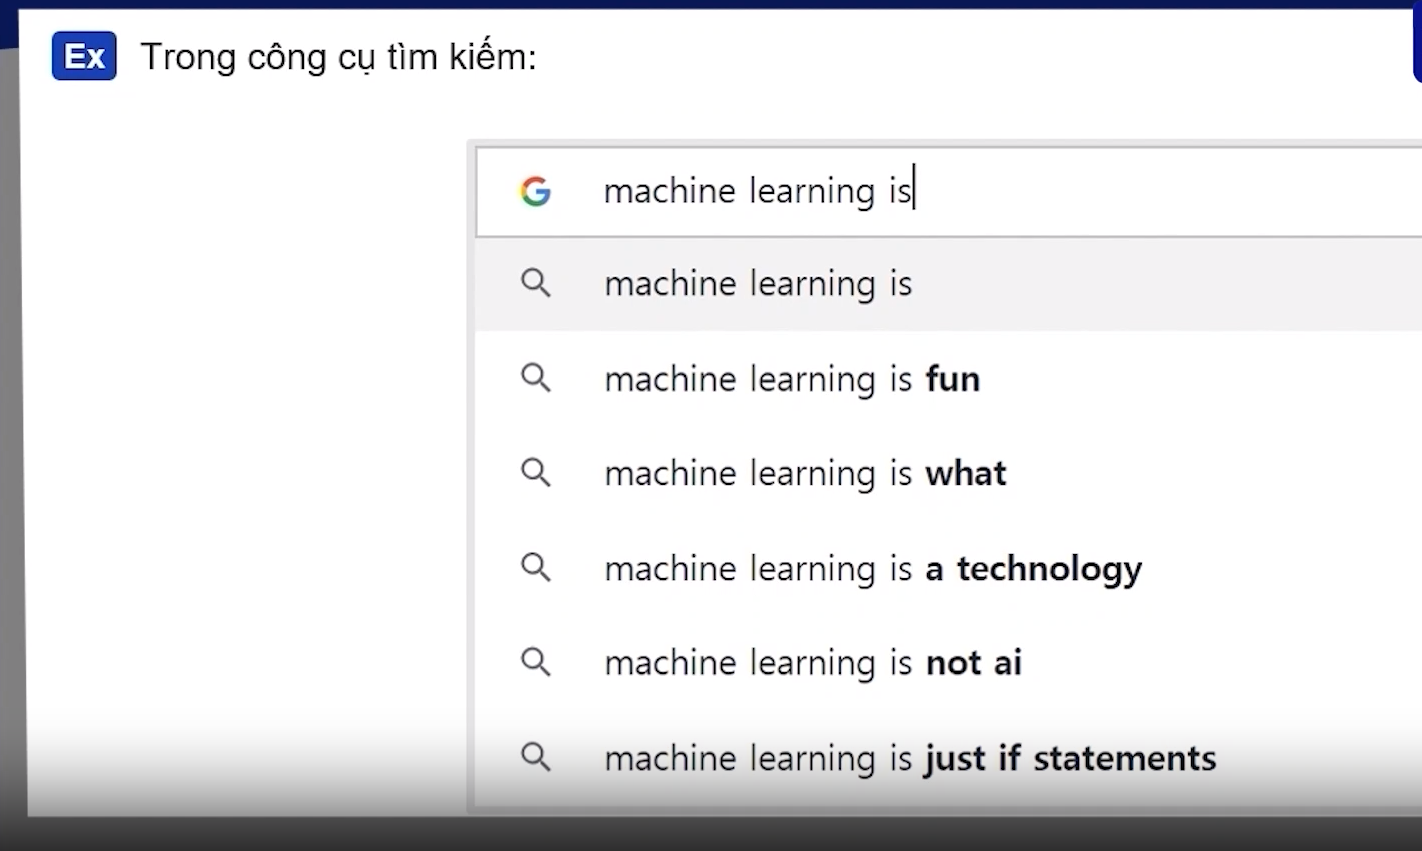 Ex Trong công cụ tìm kiếm:
machine learning is
machine learning is
machine learning is fun
machine learning is what
machine learning is a technology
machine learning is not ai
machine learning is just if statements